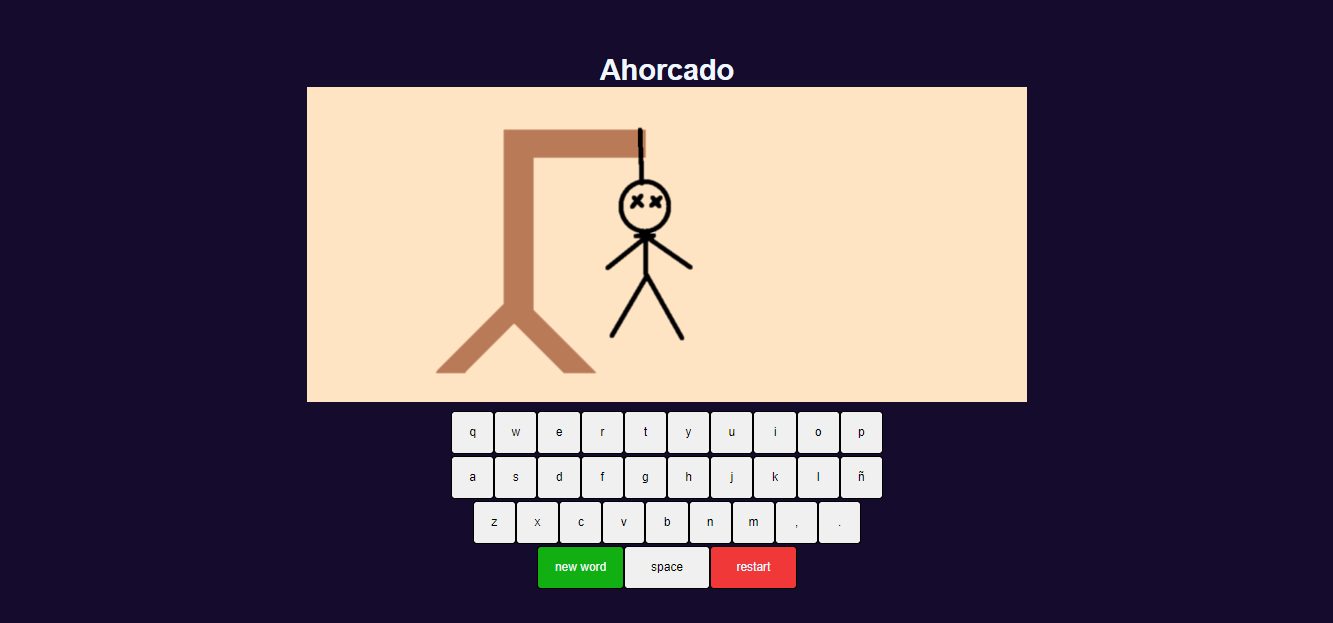 Ahorcado
q w e r t y u i o p
a s d f g h j k l ñ
z x c v b n m , .
new word space restart